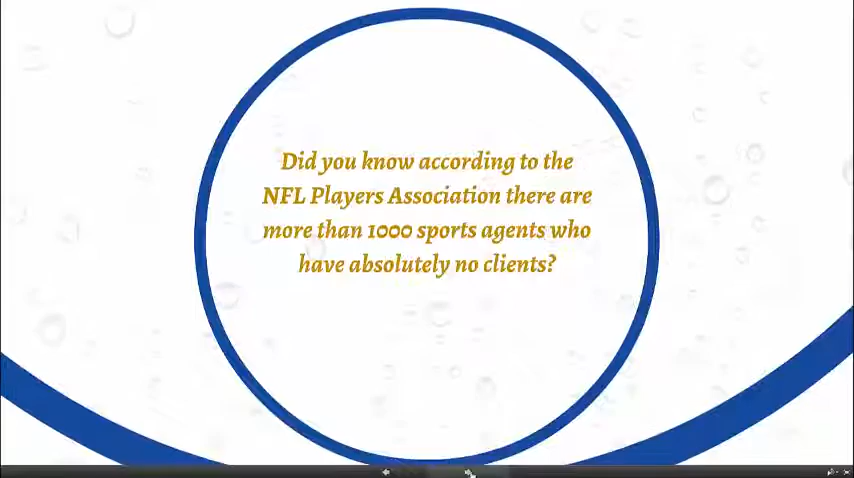 Did you know according to the
NFL Players Association there are
more than 1000 sports agents who
have absolutely no clients?